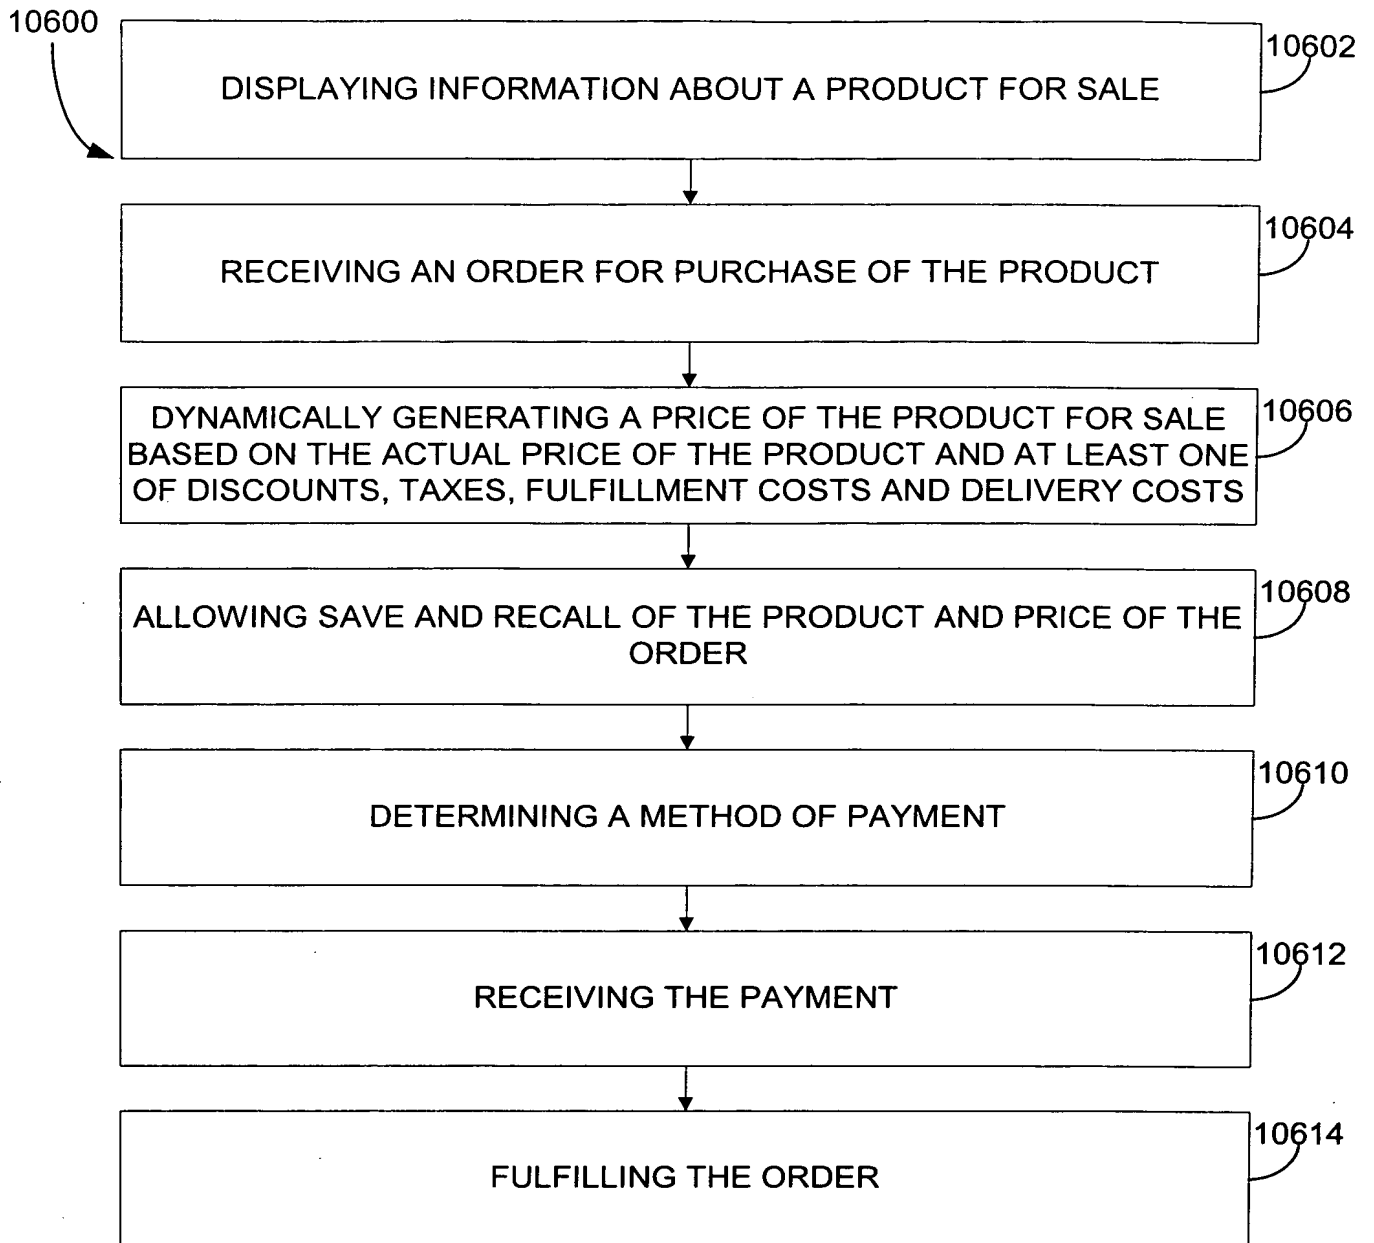 10600
10602
DISPLAYING INFORMATION ABOUT A PRODUCT FOR SALE
10604
RECEIVING AN ORDER FOR PURCHASE OF THE PRODUCT
10606
DYNAMICALLY GENERATING A PRICE OF THE PRODUCT FOR SALE
BASED ON THE ACTUAL PRICE OF THE PRODUCT AND AT LEAST ONE
OF DISCOUNTS, TAXES, FULFILLMENT COSTS AND DELIVERY COSTS
10608
ALLOWING SAVE AND RECALL OF THE PRODUCT AND PRICE OF THE
ORDER
10610
DETERMINING A METHOD OF PAYMENT
10612
RECEIVING THE PAYMENT
10614
FULFILLING THE ORDER